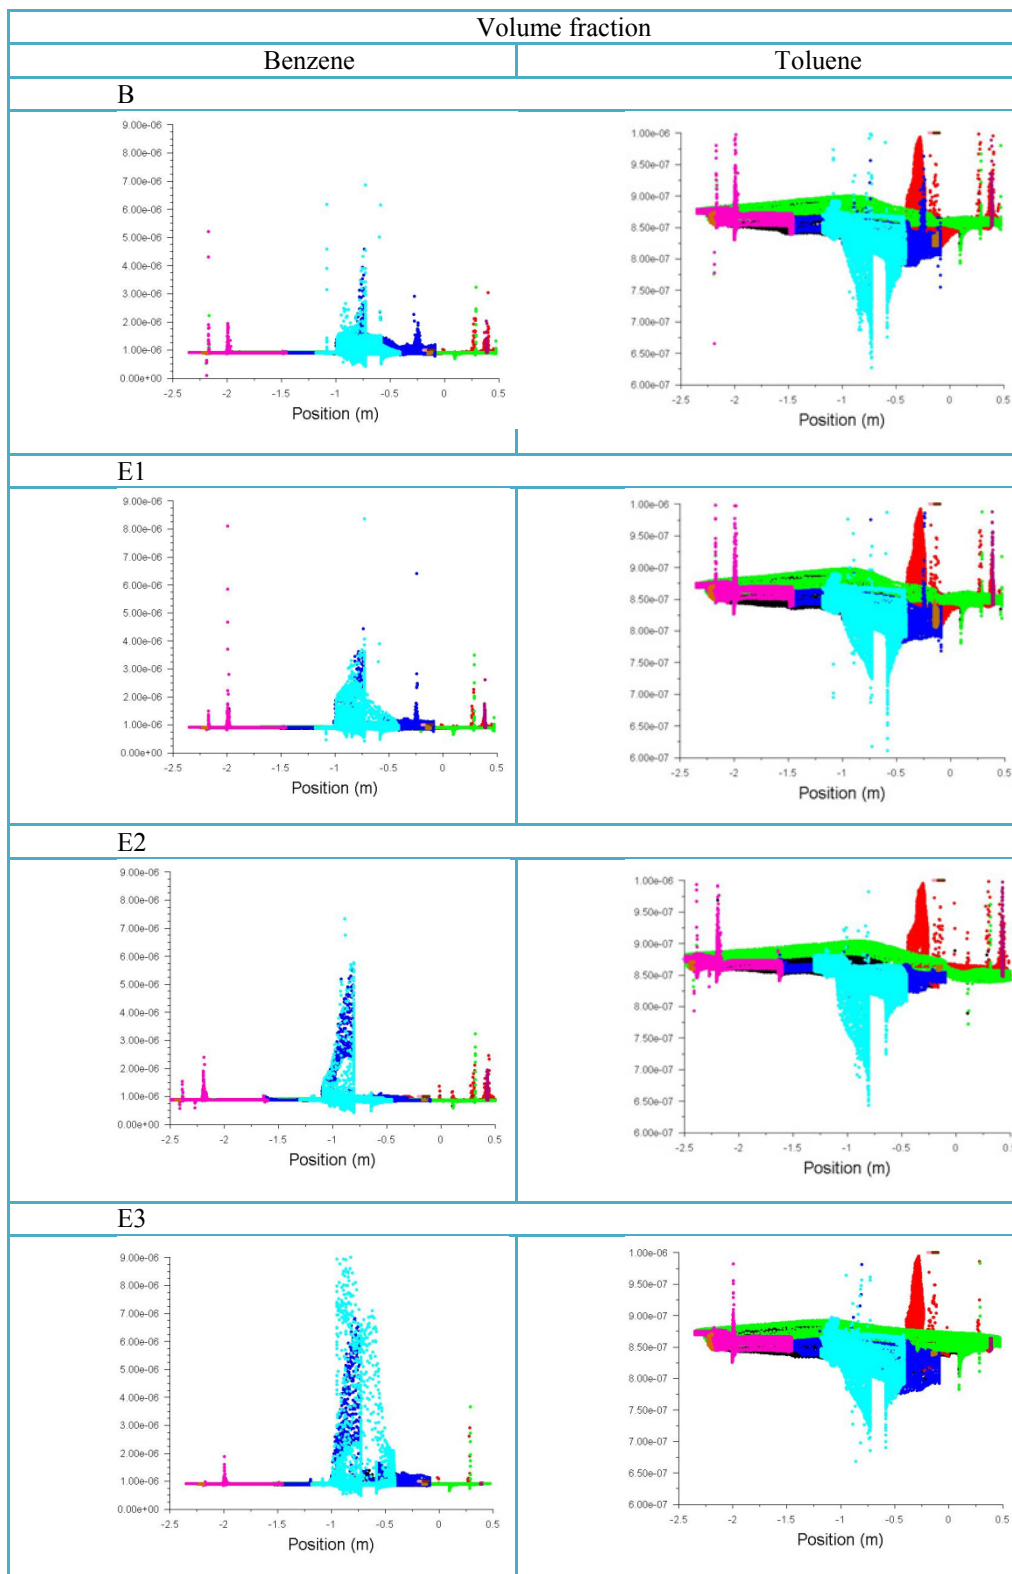 Volume fraction
Benzene Toluene
B
9.00e-06
8.00e-06
7.00e-06
6.00e-06
5.00e-06
4.00e-06
3.00e-06
2.00e-06
1.00e-06
0.00e+00
-2.5 -2 -1.5 -1 -0.5 0 0.5
Position (m)
1.00e-06
9.50e-07
9.00e-07
8.50e-07
8.00e-07
7.50e-07
7.00e-07
6.50e-07
6.00e-07
-2.5 -2 -1.5 -1 -0.5 0 0.5
Position (m)
E1
9.00e-06
8.00e-06
7.00e-06
6.00e-06
5.00e-06
4.00e-06
3.00e-06
2.00e-06
1.00e-06
0.00e+00
-2.5 -2 -1.5 -1 -0.5 0 0.5
Position (m)
1.00e-06
9.50e-07
9.00e-07
8.50e-07
8.00e-07
7.50e-07
7.00e-07
6.50e-07
6.00e-07
-2.5 -2 -1.5 -1 -0.5 0 0.5
Position (m)
E2
9.00e-06
8.00e-06
7.00e-06
6.00e-06
5.00e-06
4.00e-06
3.00e-06
2.00e-06
1.00e-06
0.00e+00
-2.5 -2 -1.5 -1 -0.5 0 0.5
Position (m)
1.00e-06
9.50e-07
9.00e-07
8.50e-07
8.00e-07
7.50e-07
7.00e-07
6.50e-07
6.00e-07
-2.5 -2 -1.5 -1 -0.5 0 0.5
Position (m)
E3
9.00e-06
8.00e-06
7.00e-06
6.00e-06
5.00e-06
4.00e-06
3.00e-06
2.00e-06
1.00e-06
0.00e+00
-2.5 -2 -1.5 -1 -0.5 0 0.5
Position (m)
1.00e-06
9.50e-07
9.00e-07
8.50e-07
8.00e-07
7.50e-07
7.00e-07
6.50e-07
6.00e-07
-2.5 -2 -1.5 -1 -0.5 0 0.5
Position (m)